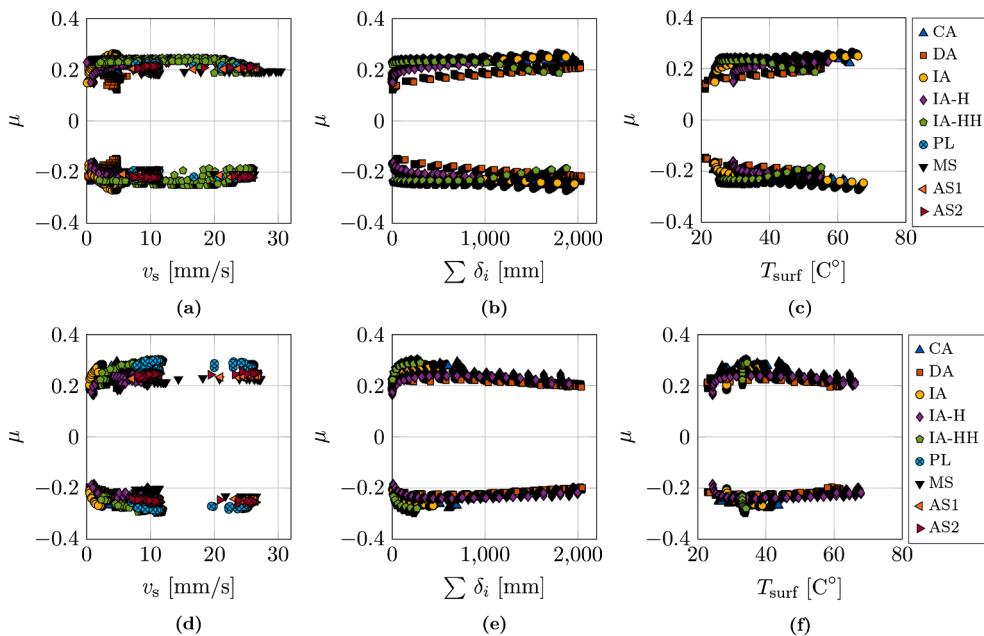 0.4
0.2
0
−0.2
−0.4
μ
0 10 20 30
v_s [mm/s]
(a)
0.4
0.2
0
−0.2
−0.4
μ
0 1,000 2,000
∑ δ_i [mm]
(b)
0.4
0.2
0
−0.2
−0.4
μ
20 40 60 80
T_surf [C°]
(c)
CA
DA
IA
IA-H
IA-HH
PL
MS
AS1
AS2
0.4
0.2
0
−0.2
−0.4
μ
0 10 20 30
v_s [mm/s]
(d)
0.4
0.2
0
−0.2
−0.4
μ
0 1,000 2,000
∑ δ_i [mm]
(e)
0.4
0.2
0
−0.2
−0.4
μ
20 40 60 80
T_surf [C°]
(f)
CA
DA
IA
IA-H
IA-HH
PL
MS
AS1
AS2